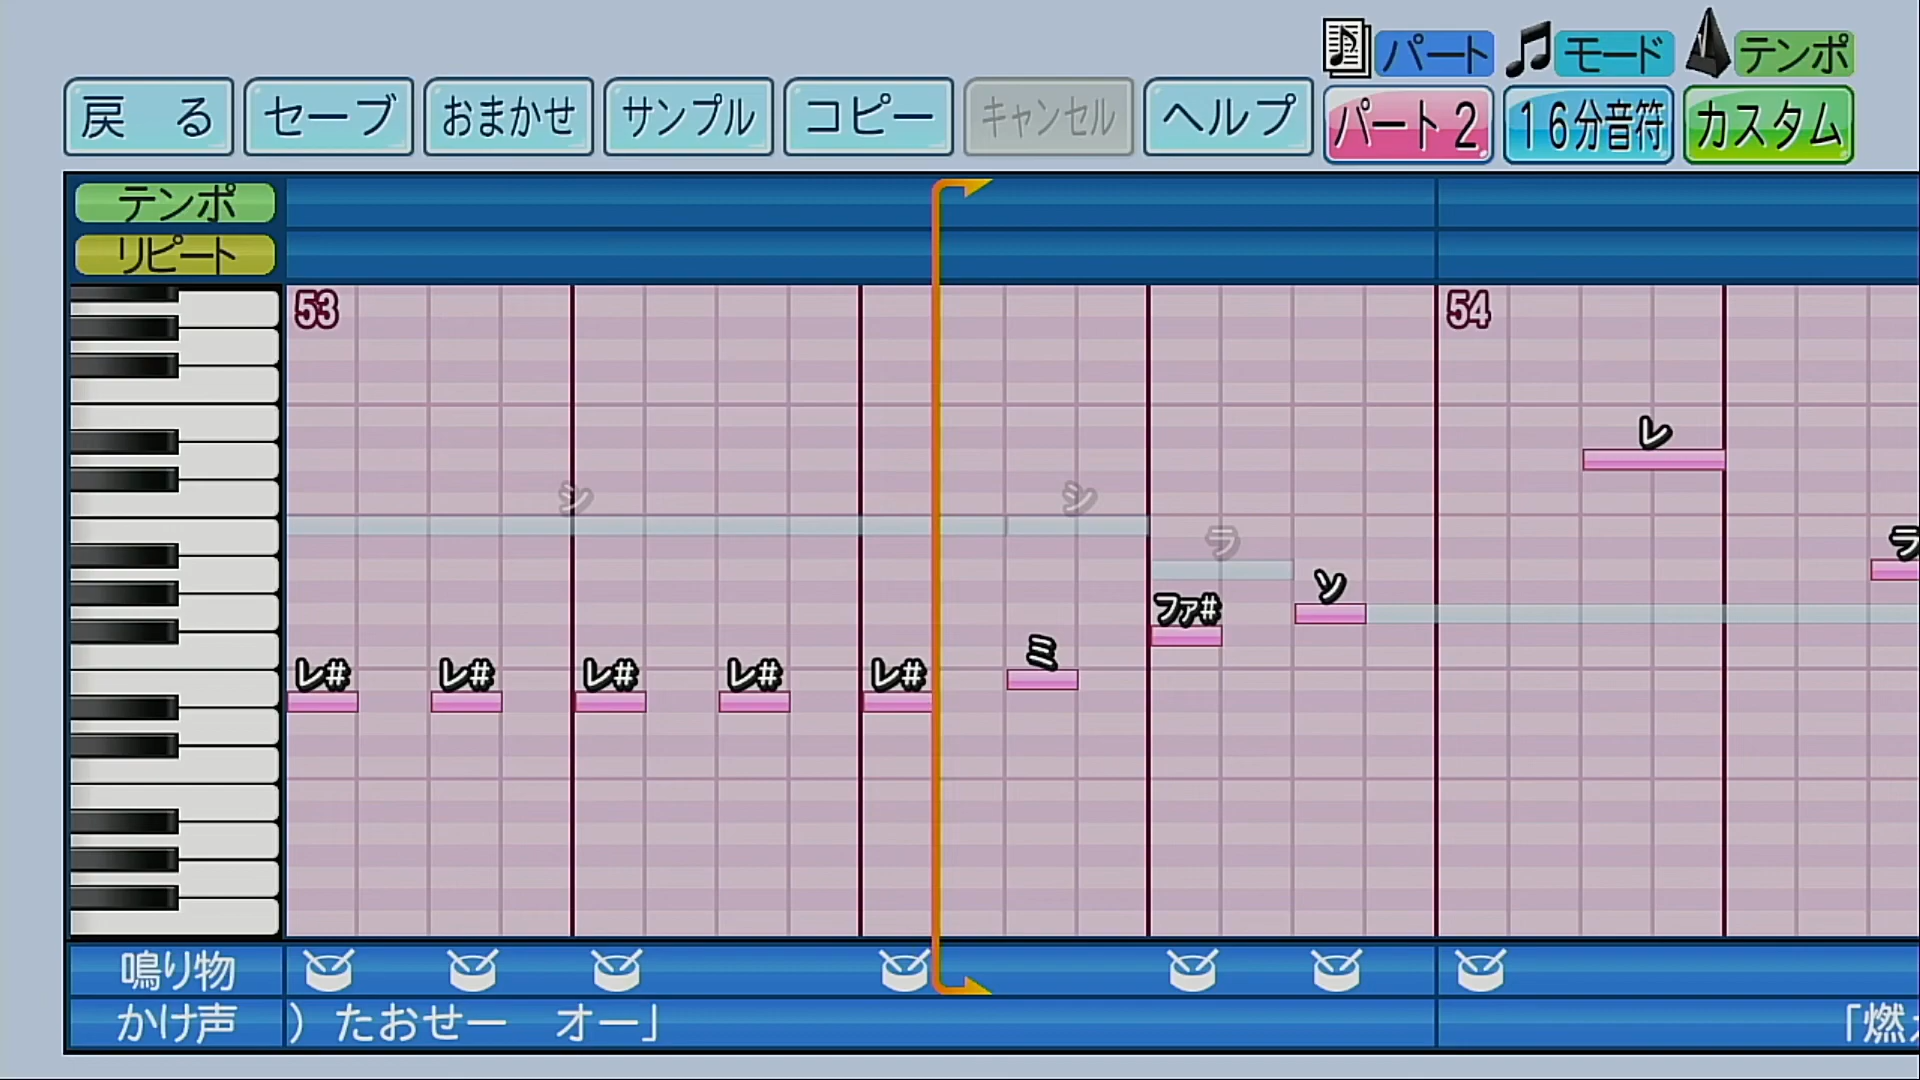 パート モード テンポ
戻 る セーブ おまかせ サンプル コピー キャンセル ヘルプ パート2 16分音符 カスタム
テンポ
リピート
53 54
レ
シ シ
ラ ラ
ソ
ファ#
ミ
レ# レ# レ# レ# レ#
鳴り物
かけ声 ）たおせー オー」 「燃